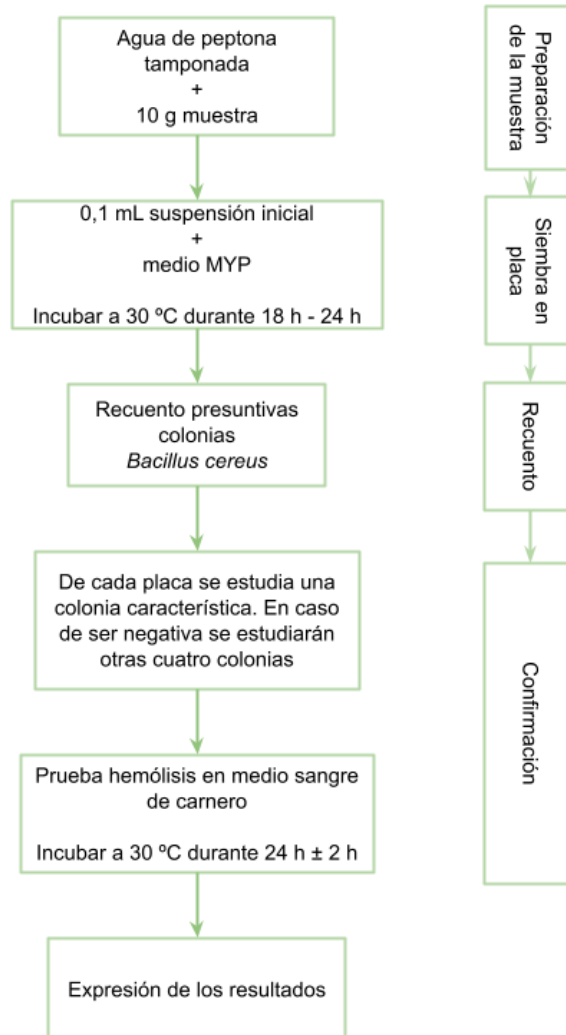 Agua de peptona
tamponada
+
10 g muestra
0,1 mL suspensión inicial
+
medio MYP
Incubar a 30 ºC durante 18 h - 24 h
Recuento presuntivas
colonias
Bacillus cereus
De cada placa se estudia una
colonia característica. En caso
de ser negativa se estudiarán
otras cuatro colonias
Prueba hemólisis en medio sangre
de carnero
Incubar a 30 ºC durante 24 h ± 2 h
Expresión de los resultados
Preparación
de la muestra
Siembra en
placa
Recuento
Confirmación